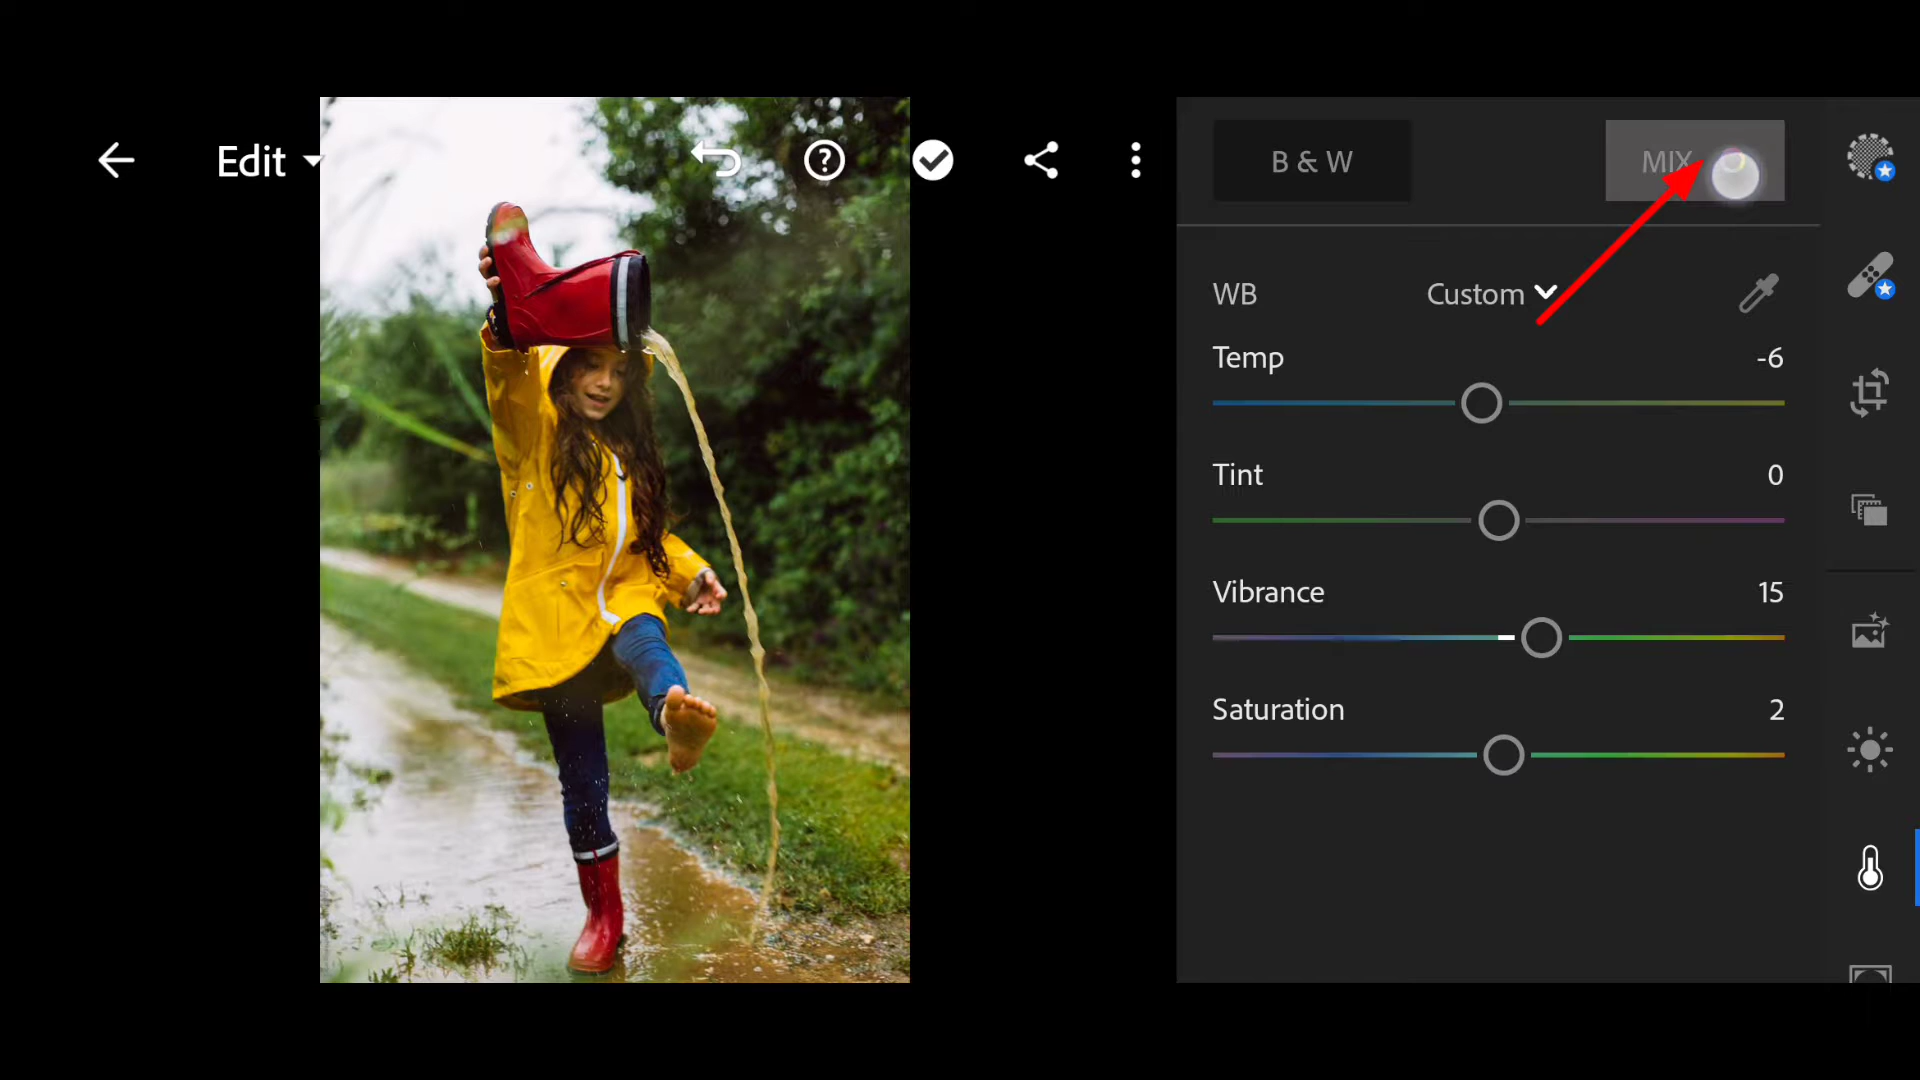 Edit
B & W
MIX
WB
Custom
Temp
-6
Tint
0
Vibrance
15
Saturation
2